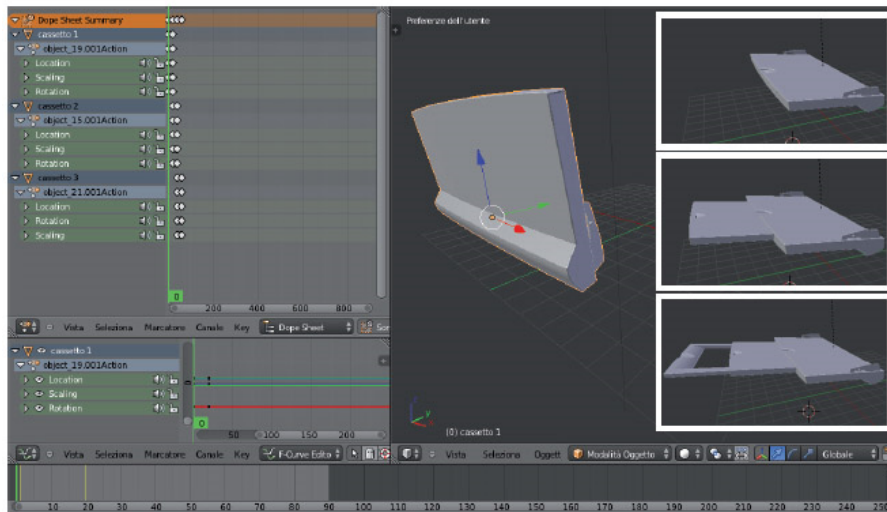 Dope Sheet Summary
cassetto 1
object_19.001Action
Location
Scaling
Rotation
cassetto 2
object_15.001Action
Location
Scaling
Rotation
cassetto 3
object_21.001Action
Location
Rotation
Scaling
0
200 400 600 800
Vista Seleziona Marcatore Canale Key Dope Sheet
cassetto 1
object_19.001Action
Location
Scaling
Rotation
0
50 100 150 200
Vista Seleziona Marcatore Canale Key F-Curve Edito
Preferenze dell'utente
y
(0) cassetto 1
Vista Seleziona Oggett Modalità Oggetto Globale
10 20 30 40 50 60 70 80 90 100 110 120 130 140 150 160 170 180 190 200 210 220 230 240